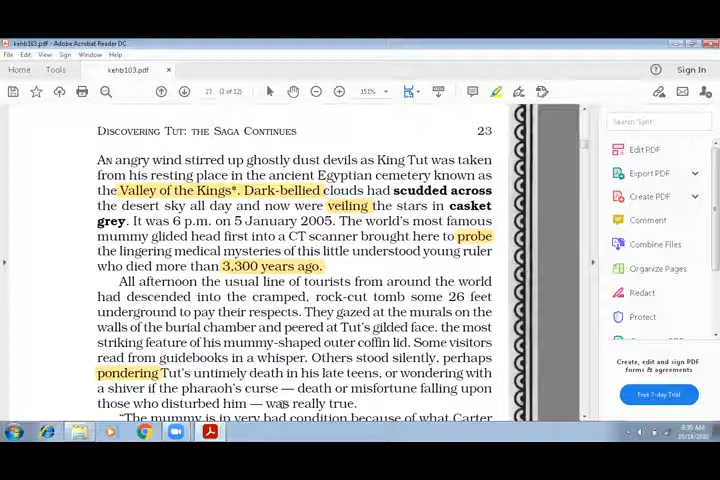 kehb103.pdf - Adobe Acrobat Reader DC
File Edit View Sign Window Help
Home Tools kehb103.pdf × Sign In
23 (2 of 12) 151%
DISCOVERING TUT: THE SAGA CONTINUES 23
AN angry wind stirred up ghostly dust devils as King Tut was taken
from his resting place in the ancient Egyptian cemetery known as
the Valley of the Kings*. Dark-bellied clouds had scudded across
the desert sky all day and now were veiling the stars in casket
grey. It was 6 p.m. on 5 January 2005. The world's most famous
mummy glided head first into a CT scanner brought here to probe
the lingering medical mysteries of this little understood young ruler
who died more than 3,300 years ago.
All afternoon the usual line of tourists from around the world
had descended into the cramped, rock-cut tomb some 26 feet
underground to pay their respects. They gazed at the murals on the
walls of the burial chamber and peered at Tut's gilded face, the most
striking feature of his mummy-shaped outer coffin lid. Some visitors
read from guidebooks in a whisper. Others stood silently, perhaps
pondering Tut's untimely death in his late teens, or wondering with
a shiver if the pharaoh's curse — death or misfortune falling upon
those who disturbed him — was really true.
"The mummy is in very bad condition because of what Carter
Search 'Split'
Edit PDF
Export PDF
Create PDF
Comment
Combine Files
Organize Pages
Redact
Protect
Create, edit and sign PDF
forms & agreements
Free 7-day Trial
8:30 AM
10/14/2020